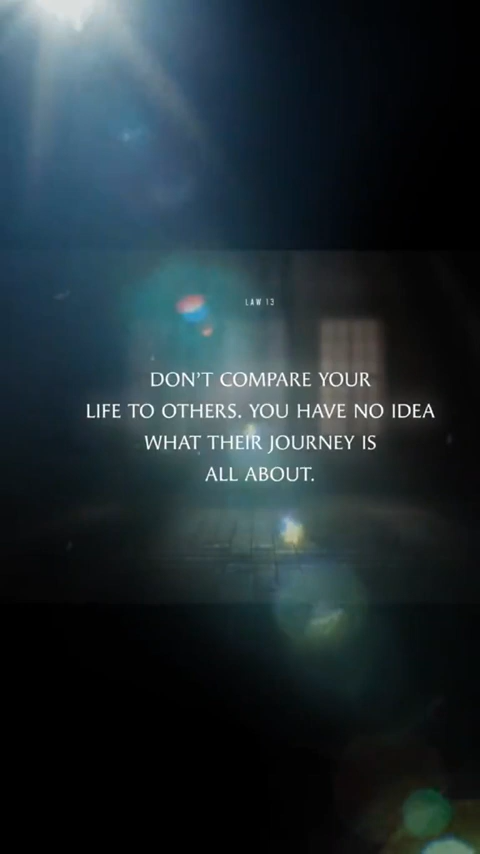 LAW 13
DON'T COMPARE YOUR
LIFE TO OTHERS. YOU HAVE NO IDEA
WHAT THEIR JOURNEY IS
ALL ABOUT.